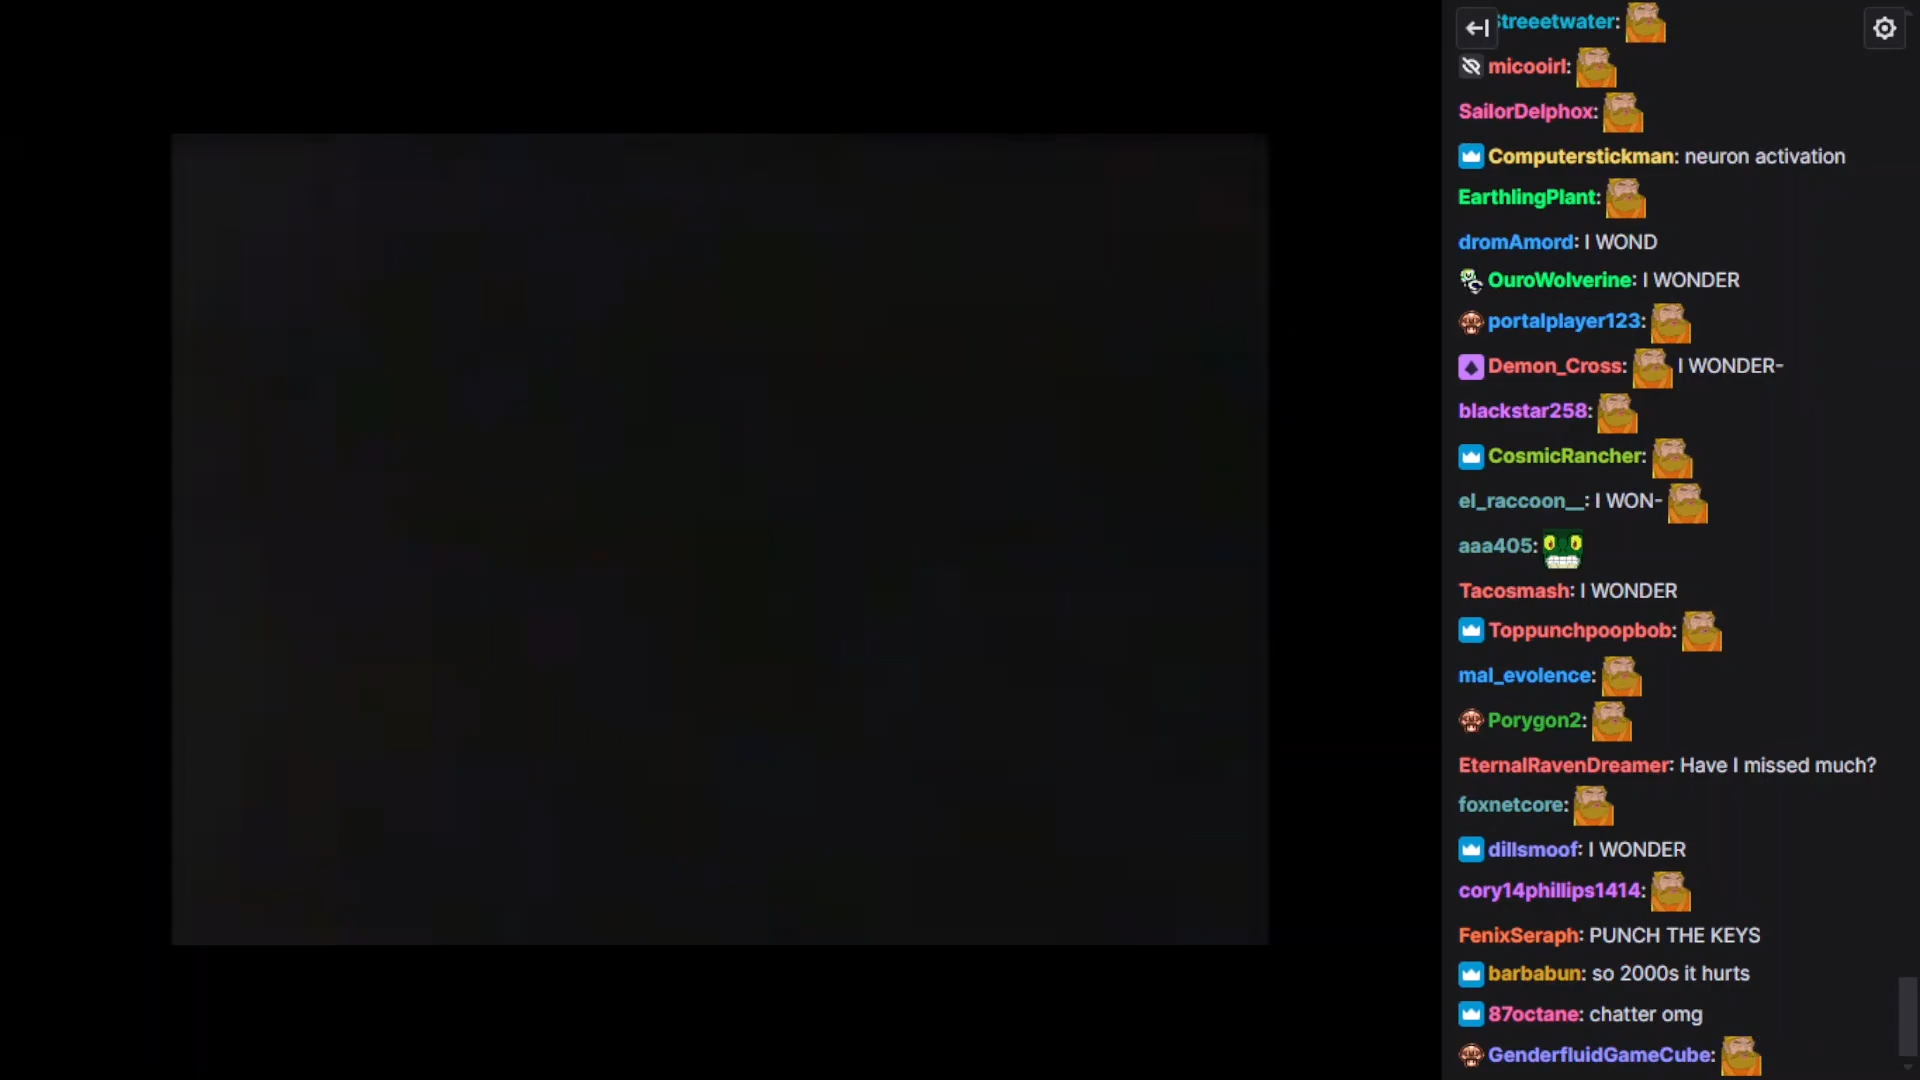 Streeetwater:
micooirl:
SailorDelphox:
Computerstickman: neuron activation
EarthlingPlant:
dromAmord: I WOND
OuroWolverine: I WONDER
portalplayer123:
Demon_Cross: I WONDER-
blackstar258:
CosmicRancher:
el_raccoon__: I WON-
aaa405:
Tacosmash: I WONDER
Toppunchpoopbob:
mal_evolence:
Porygon2:
EternalRavenDreamer: Have I missed much?
foxnetcore:
dillsmoof: I WONDER
cory14phillips1414:
FenixSeraph: PUNCH THE KEYS
barbabun: so 2000s it hurts
87octane: chatter omg
GenderfluidGameCube: